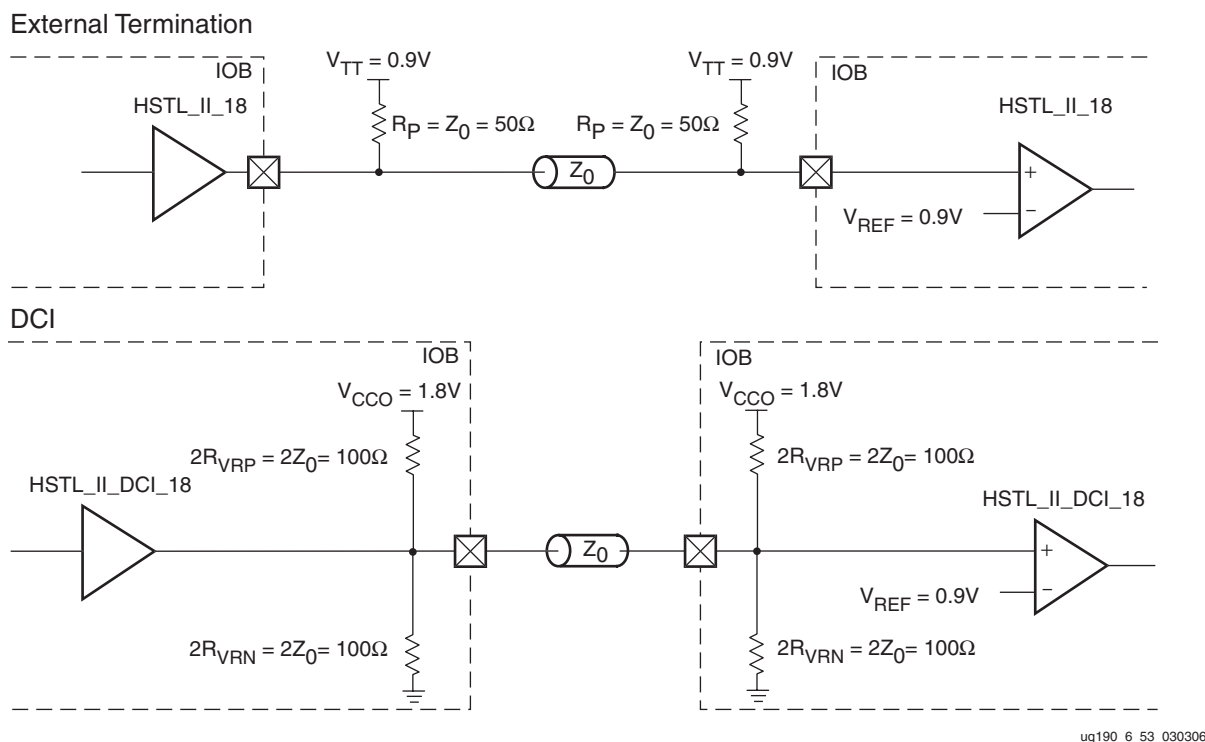 External Termination
IOB
V_TT = 0.9V
V_TT = 0.9V
IOB
HSTL_II_18
HSTL_II_18
R_P = Z_0 = 50Ω
R_P = Z_0 = 50Ω
Z_0
+
–
V_REF = 0.9V
DCI
IOB
IOB
V_CCO = 1.8V
V_CCO = 1.8V
2R_VRP = 2Z_0= 100Ω
2R_VRP = 2Z_0= 100Ω
HSTL_II_DCI_18
HSTL_II_DCI_18
Z_0
+
–
V_REF = 0.9V
2R_VRN = 2Z_0= 100Ω
2R_VRN = 2Z_0= 100Ω
ug190_6_53_030306